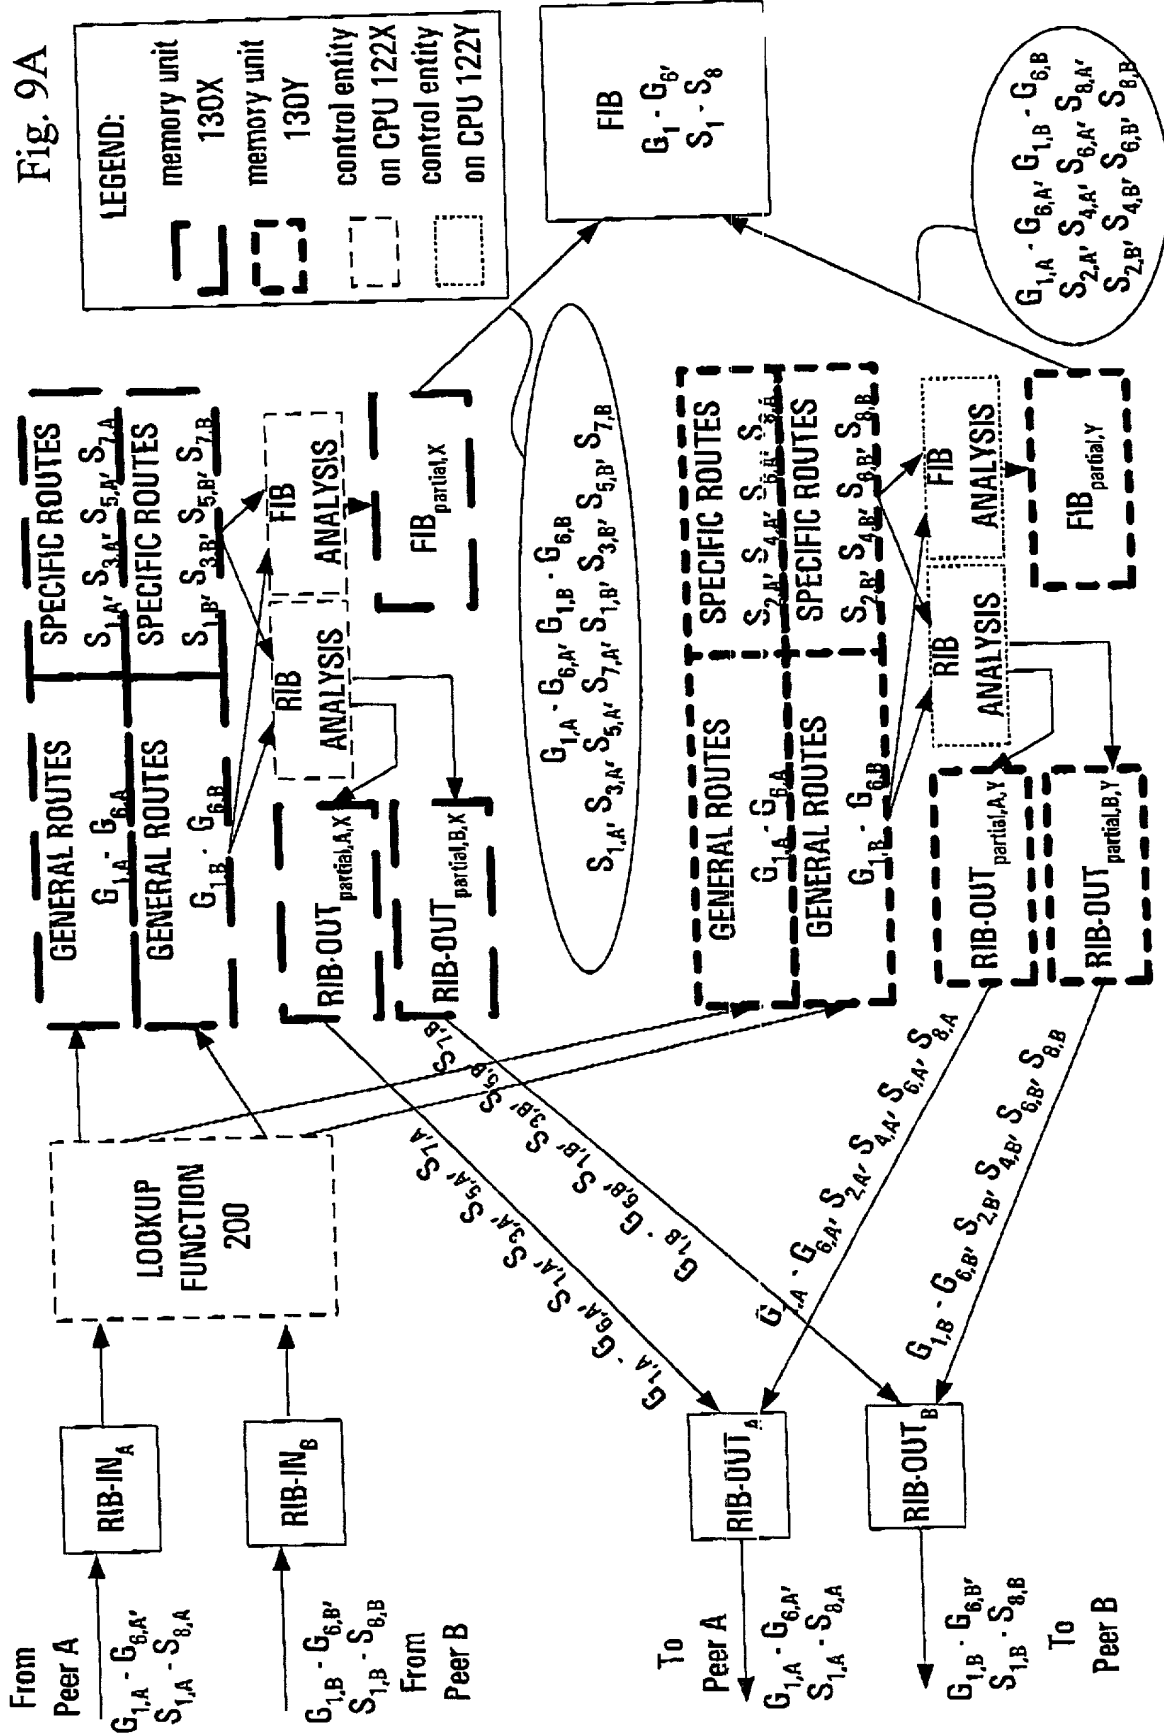 Fig. 9A
LEGEND:
memory unit
130X
memory unit
130Y
control entity
on CPU 122X
control entity
on CPU 122Y
From
Peer A
G1,A - G6,A,
S1,A - S8,A
RIB-INA
G1,B - G6,B,
S1,B - S8,B
From
Peer B
RIB-INB
LOOKUP
FUNCTION
200
GENERAL ROUTES
G1,A - G6,A
SPECIFIC ROUTES
S1,A, S3,A, S5,A, S7,A
GENERAL ROUTES
G1,B - G6,B
SPECIFIC ROUTES
S1,B, S3,B, S5,B, S7,B
RIB
ANALYSIS
FIB
ANALYSIS
RIB-OUTpartial,A,X
RIB-OUTpartial,B,X
FIBpartial,X
G1,A - G6,A, G1,B - G6,B
S1,A, S3,A, S5,A, S7,A, S1,B, S3,B, S5,B, S7,B
FIB
G1 - G6,
S1 - S8
G1,A - G6,A, S1,A, S3,A, S5,A, S7,A
G1,B - G6,B, S1,B, S3,B, S5,B, S7,B
GENERAL ROUTES
G1,A - G6,A
SPECIFIC ROUTES
S2,A, S4,A, S6,A, S8,A
GENERAL ROUTES
G1,B - G6,B
SPECIFIC ROUTES
S2,B, S4,B, S6,B, S8,B
RIB
ANALYSIS
FIB
ANALYSIS
RIB-OUTpartial,A,Y
RIB-OUTpartial,B,Y
FIBpartial,Y
G1,A - G6,A, G1,B - G6,B
S2,A, S4,A, S6,A, S8,A,
S2,B, S4,B, S6,B, S8,B
G1,A - G6,A, S2,A, S4,A, S6,A, S8,A
G1,B - G6,B, S2,B, S4,B, S6,B, S8,B
To
Peer A
G1,A - G6,A,
S1,A - S8,A
RIB-OUTA
RIB-OUTB
G1,B - G6,B,
S1,B - S8,B
To
Peer B